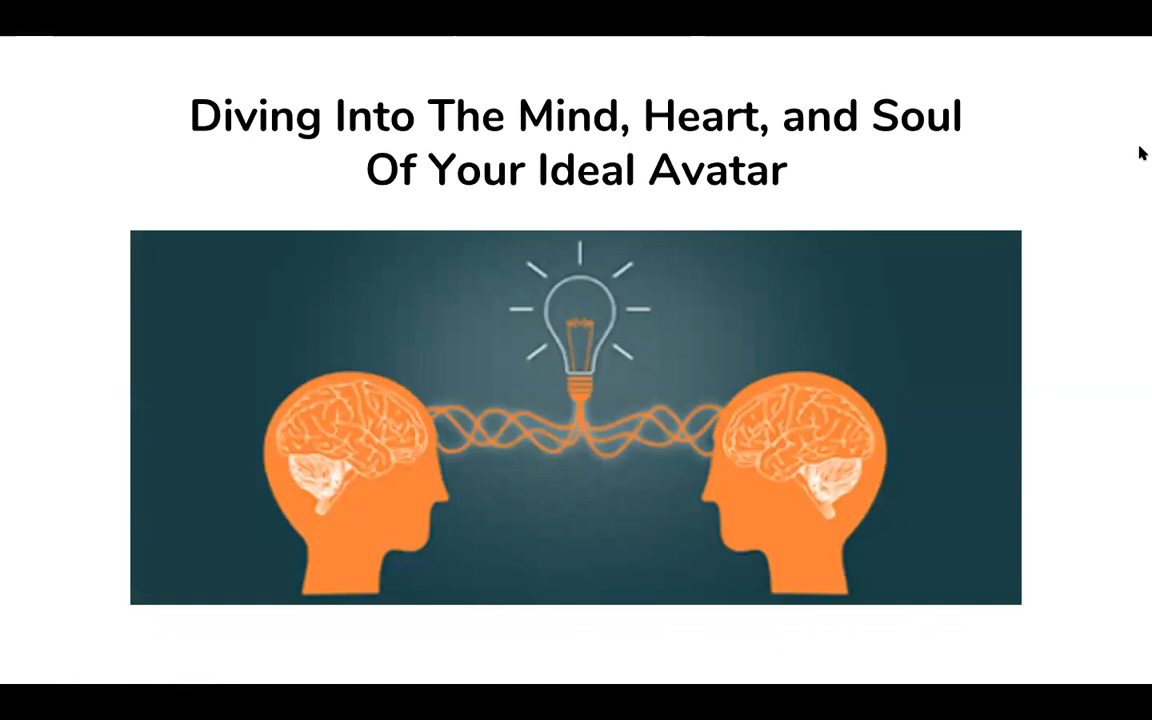 Diving Into The Mind, Heart, and Soul
Of Your Ideal Avatar